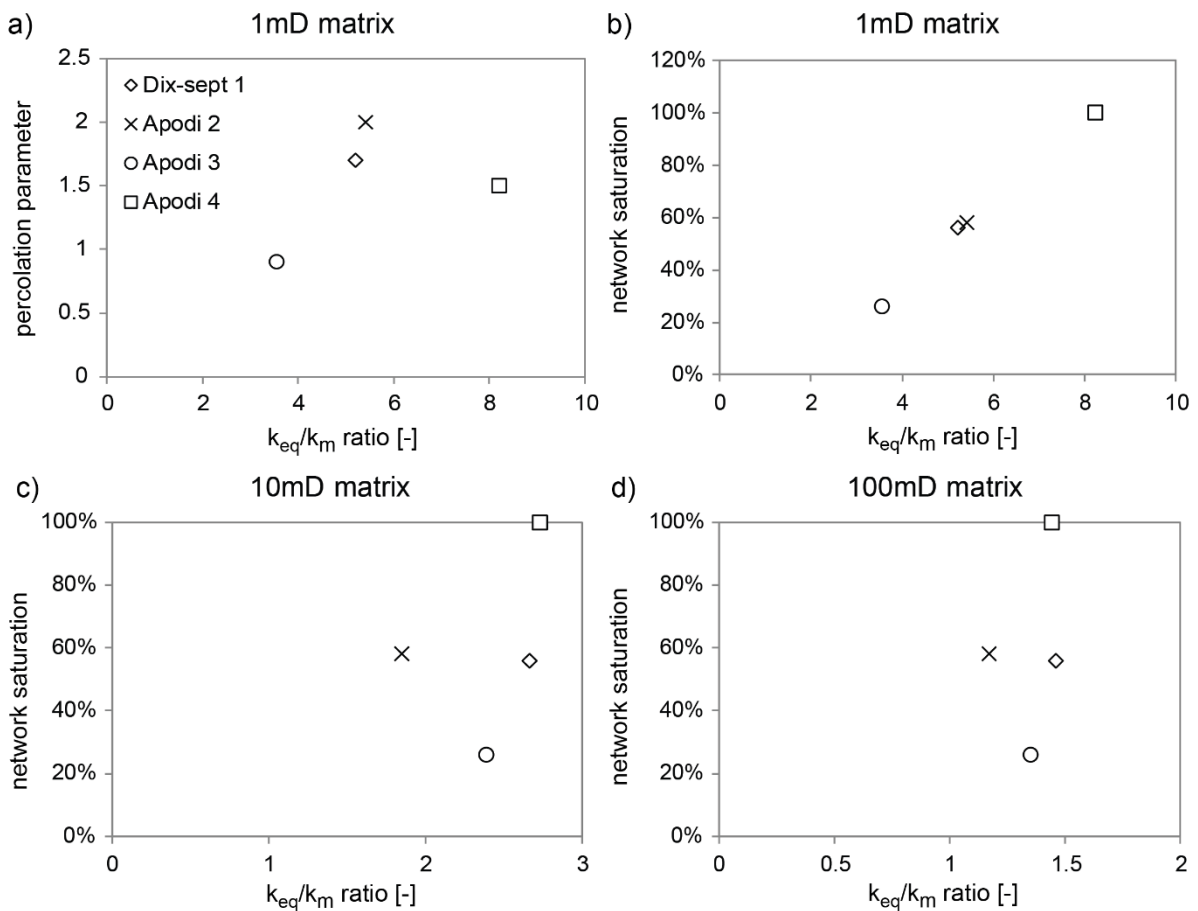 a)
1mD matrix
2.5
2
1.5
1
0.5
0
percolation parameter
Dix-sept 1
Apodi 2
Apodi 3
Apodi 4
0 2 4 6 8 10
keq/km ratio [-]
b)
1mD matrix
120%
100%
80%
60%
40%
20%
0%
network saturation
0 2 4 6 8 10
keq/km ratio [-]
c)
10mD matrix
100%
80%
60%
40%
20%
0%
network saturation
0 1 2 3
keq/km ratio [-]
d)
100mD matrix
100%
80%
60%
40%
20%
0%
network saturation
0 0.5 1 1.5 2
keq/km ratio [-]